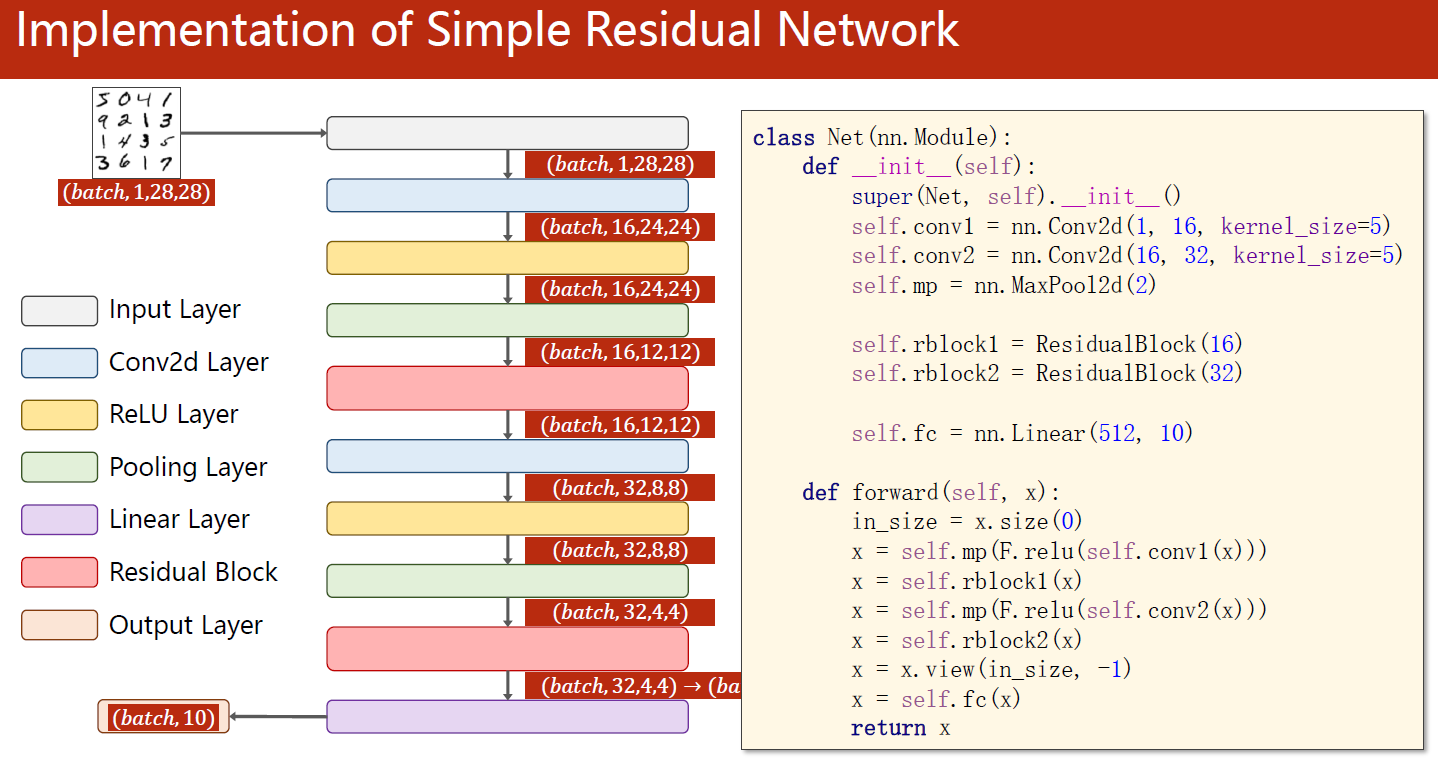 Implementation of Simple Residual Network
5 0 4 1
9 2 1 3
1 4 3 5
3 6 1 7
(batch, 1,28,28)
(batch, 1,28,28)
(batch, 16,24,24)
(batch, 16,24,24)
(batch, 16,12,12)
(batch, 16,12,12)
(batch, 32,8,8)
(batch, 32,8,8)
(batch, 32,4,4)
(batch, 32,4,4) → (ba
(batch, 10)
Input Layer
Conv2d Layer
ReLU Layer
Pooling Layer
Linear Layer
Residual Block
Output Layer
class Net(nn.Module):
    def __init__(self):
        super(Net, self).__init__()
        self.conv1 = nn.Conv2d(1, 16, kernel_size=5)
        self.conv2 = nn.Conv2d(16, 32, kernel_size=5)
        self.mp = nn.MaxPool2d(2)
        self.rblock1 = ResidualBlock(16)
        self.rblock2 = ResidualBlock(32)
        self.fc = nn.Linear(512, 10)
    def forward(self, x):
        in_size = x.size(0)
        x = self.mp(F.relu(self.conv1(x)))
        x = self.rblock1(x)
        x = self.mp(F.relu(self.conv2(x)))
        x = self.rblock2(x)
        x = x.view(in_size, -1)
        x = self.fc(x)
        return x